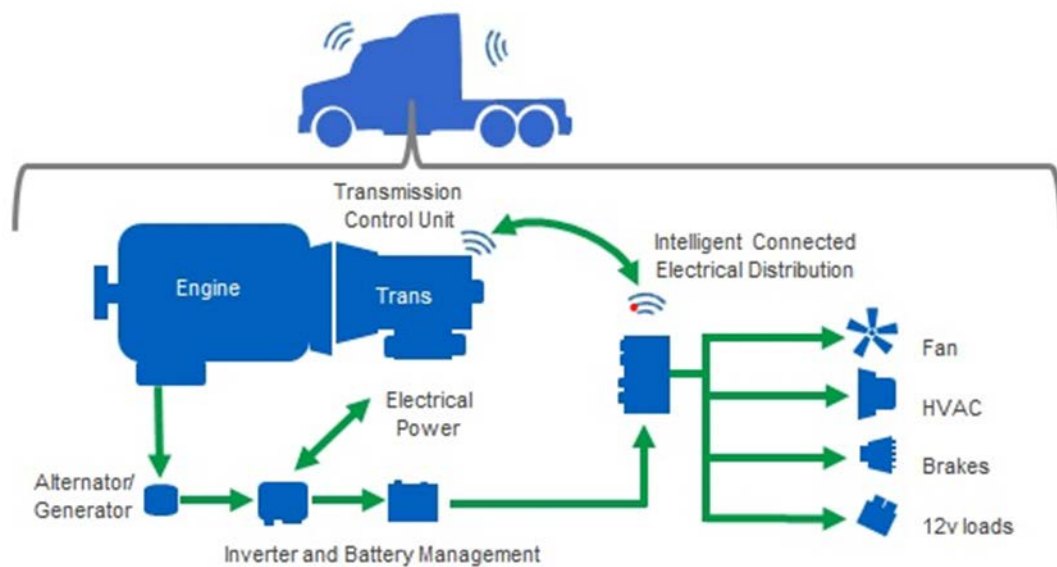 Transmission
Control Unit
Intelligent Connected
Electrical Distribution
Engine
Trans
Fan
HVAC
Electrical
Power
Brakes
Alternator/
Generator
12v loads
Inverter and Battery Management